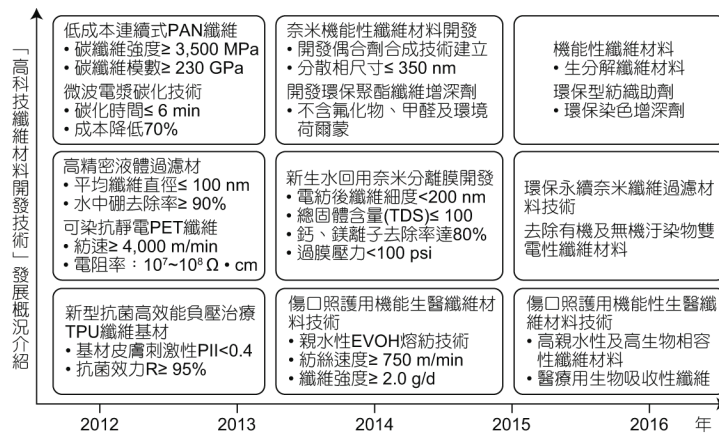 「高科技纖維材料開發技術」發展概況介紹
低成本連續式PAN纖維
• 碳纖維強度≥ 3,500 MPa
• 碳纖維模數≥ 230 GPa
微波電漿碳化技術
• 碳化時間≤ 6 min
• 成本降低70%
奈米機能性纖維材料開發
• 開發偶合劑合成技術建立
• 分散相尺寸≤ 350 nm
開發環保聚酯纖維增深劑
• 不含氟化物、甲醛及環境
荷爾蒙
機能性纖維材料
• 生分解纖維材料
環保型紡織助劑
• 環保染色增深劑
高精密液體過濾材
• 平均纖維直徑≤ 100 nm
• 水中硼去除率≥ 90%
可染抗靜電PET纖維
• 紡速≥ 4,000 m/min
• 電阻率：10⁷~10⁸ Ω • cm
新生水回用奈米分離膜開發
• 電紡後纖維細度<200 nm
• 總固體含量(TDS)≤ 100
• 鈣、鎂離子去除率達80%
• 過膜壓力<100 psi
環保永續奈米纖維過濾材
料技術
去除有機及無機汙染物雙
電性纖維材料
新型抗菌高效能負壓治療
TPU纖維基材
• 基材皮膚刺激性PII<0.4
• 抗菌效力R≥ 95%
傷口照護用機能生醫纖維材
料技術
• 親水性EVOH熔紡技術
• 紡絲速度≥ 750 m/min
• 纖維強度≥ 2.0 g/d
傷口照護用機能性生醫纖
維材料技術
• 高親水性及高生物相容
性纖維材料
• 醫療用生物吸收性纖維
2012 2013 2014 2015 2016 年